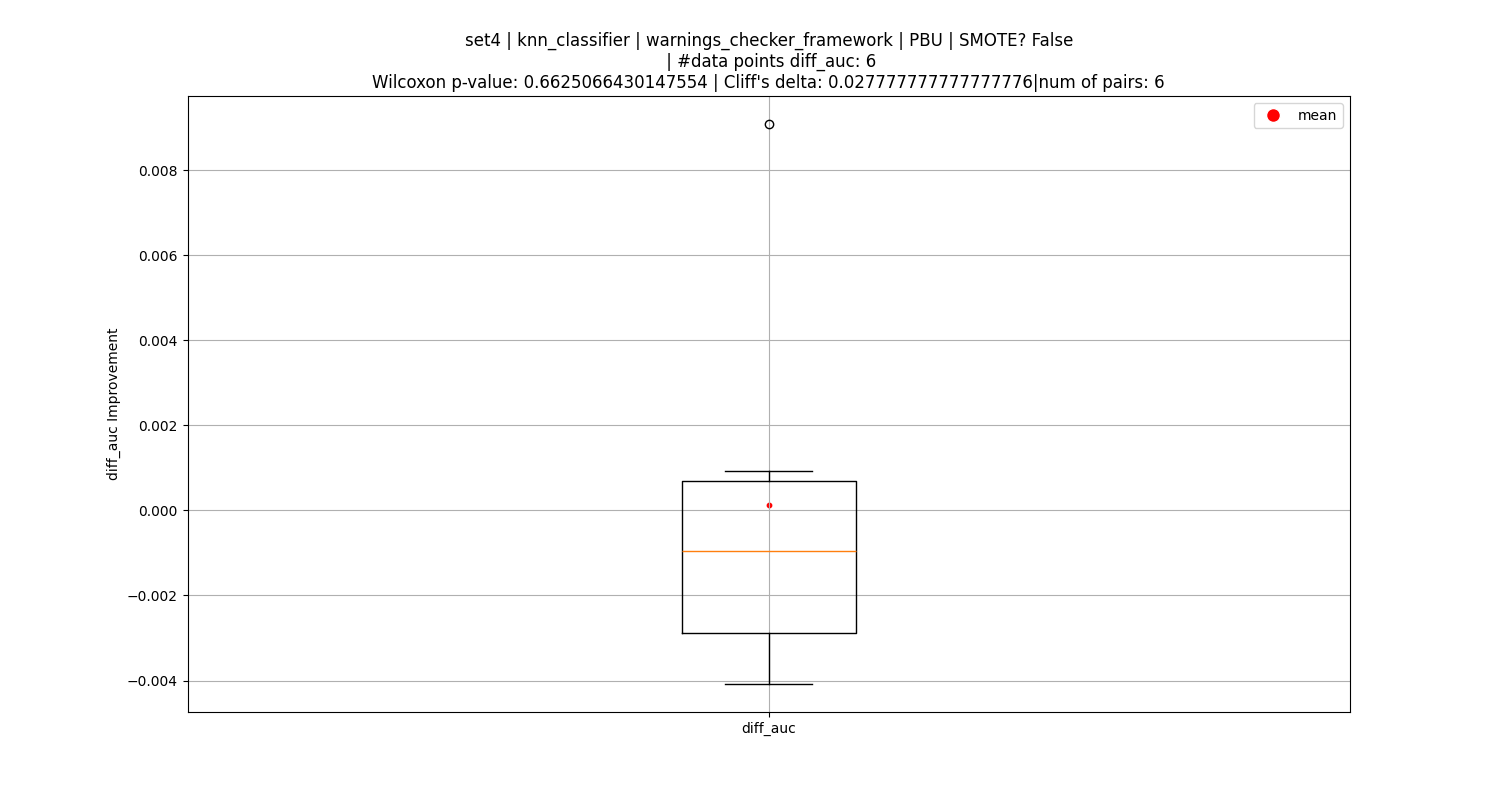 set4 | knn_classifier | warnings_checker_framework | PBU | SMOTE? False
| #data points diff_auc: 6
Wilcoxon p-value: 0.6625066430147554 | Cliff's delta: 0.027777777777777776|num of pairs: 6
mean
0.008
0.006
0.004
0.002
0.000
−0.002
−0.004
diff_auc Improvement
diff_auc